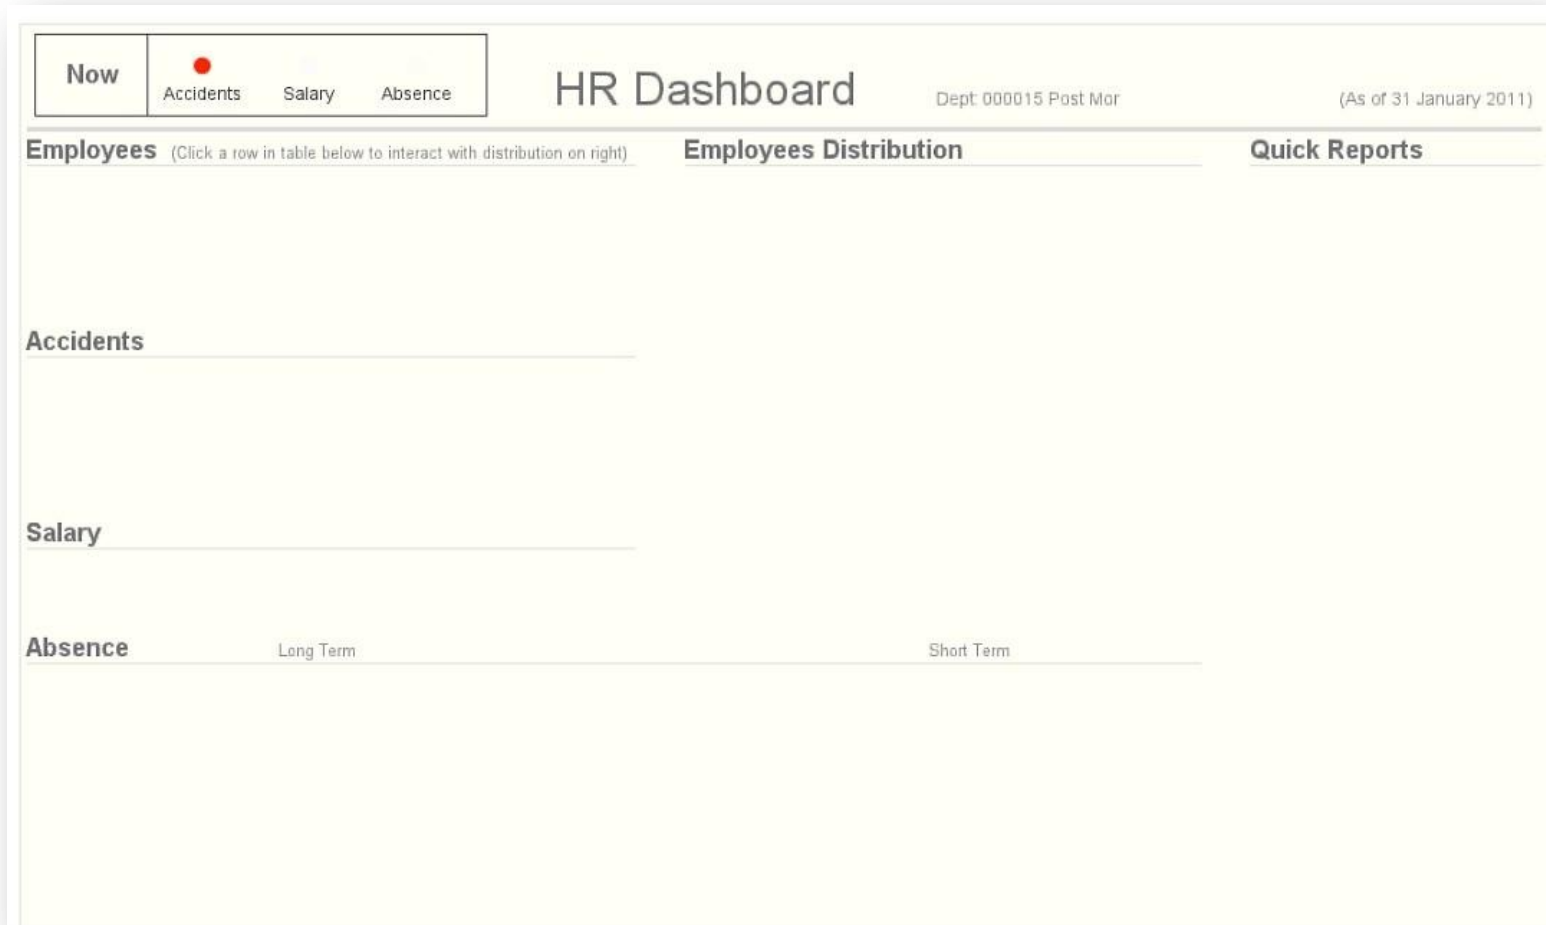 Now
Accidents Salary Absence
HR Dashboard
Dept: 000015 Post Mor
(As of 31 January 2011)
Employees (Click a row in table below to interact with distribution on right)
Employees Distribution
Quick Reports
Accidents
Salary
Absence Long Term Short Term